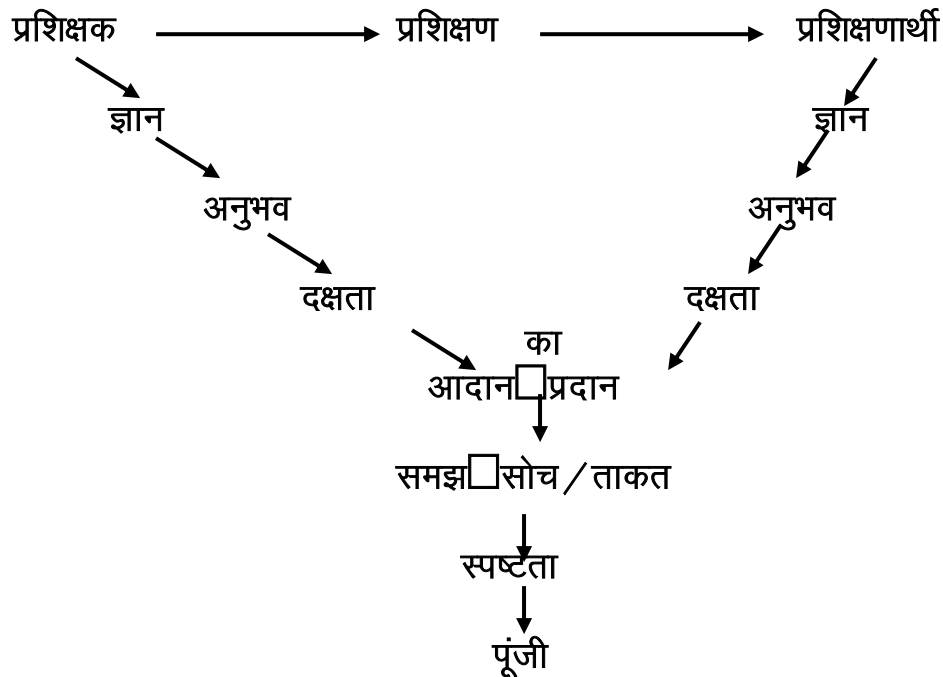 प्रशिक्षक प्रशिक्षण प्रशिक्षणार्थी
ज्ञान ज्ञान
अनुभव अनुभव
दक्षता दक्षता
का
आदान□प्रदान
समझ□सोच/ताकत
स्पष्टता
पूंजी